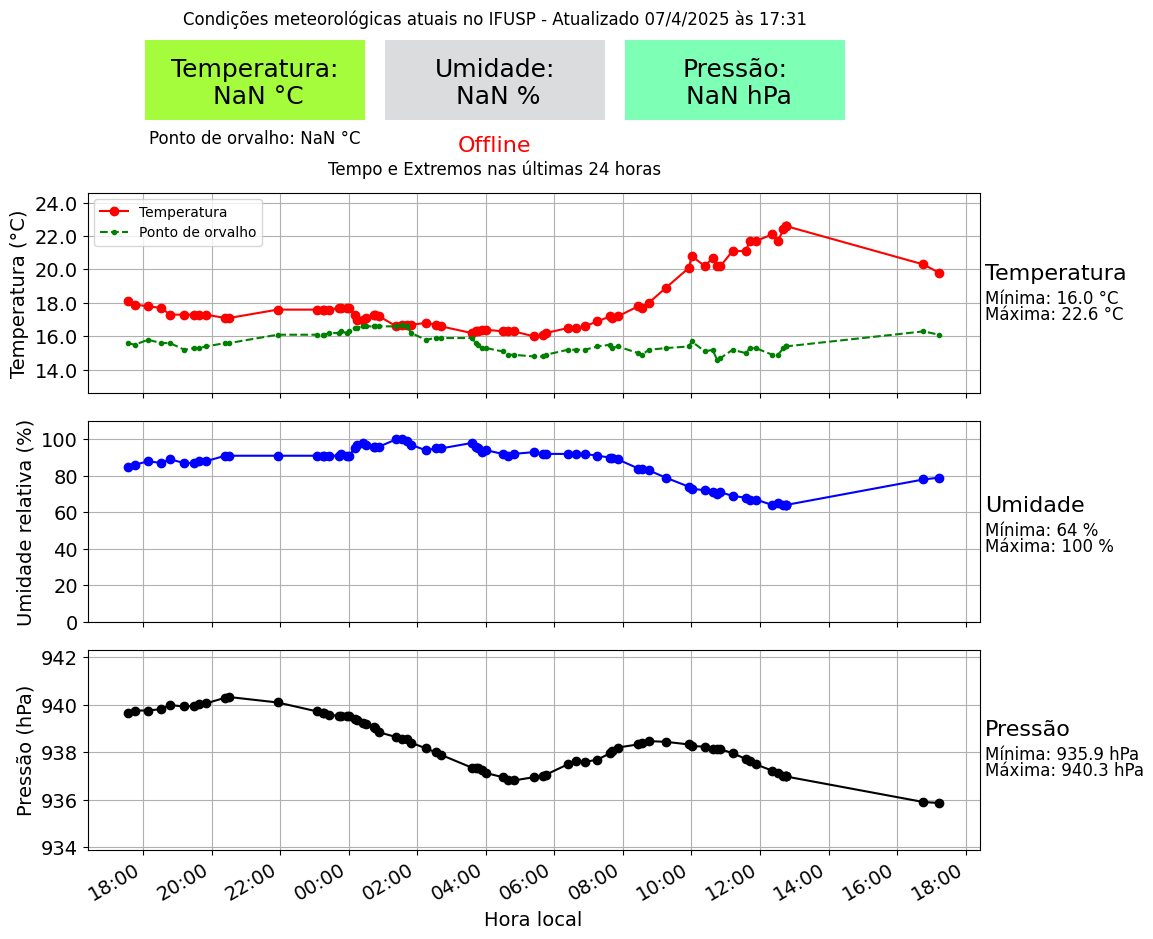 Condições meteorológicas atuais no IFUSP - Atualizado 07/4/2025 às 17:31
Temperatura:
NaN °C
Umidade:
NaN %
Pressão:
NaN hPa
Ponto de orvalho: NaN °C
Offline
Tempo e Extremos nas últimas 24 horas
Temperatura (°C)
24.0
22.0
20.0
18.0
16.0
14.0
Temperatura
Ponto de orvalho
Temperatura
Mínima: 16.0 °C
Máxima: 22.6 °C
Umidade relativa (%)
100
80
60
40
20
0
Umidade
Mínima: 64 %
Máxima: 100 %
Pressão (hPa)
942
940
938
936
934
Pressão
Mínima: 935.9 hPa
Máxima: 940.3 hPa
18:00
20:00
22:00
00:00
02:00
04:00
06:00
08:00
10:00
12:00
14:00
16:00
18:00
Hora local